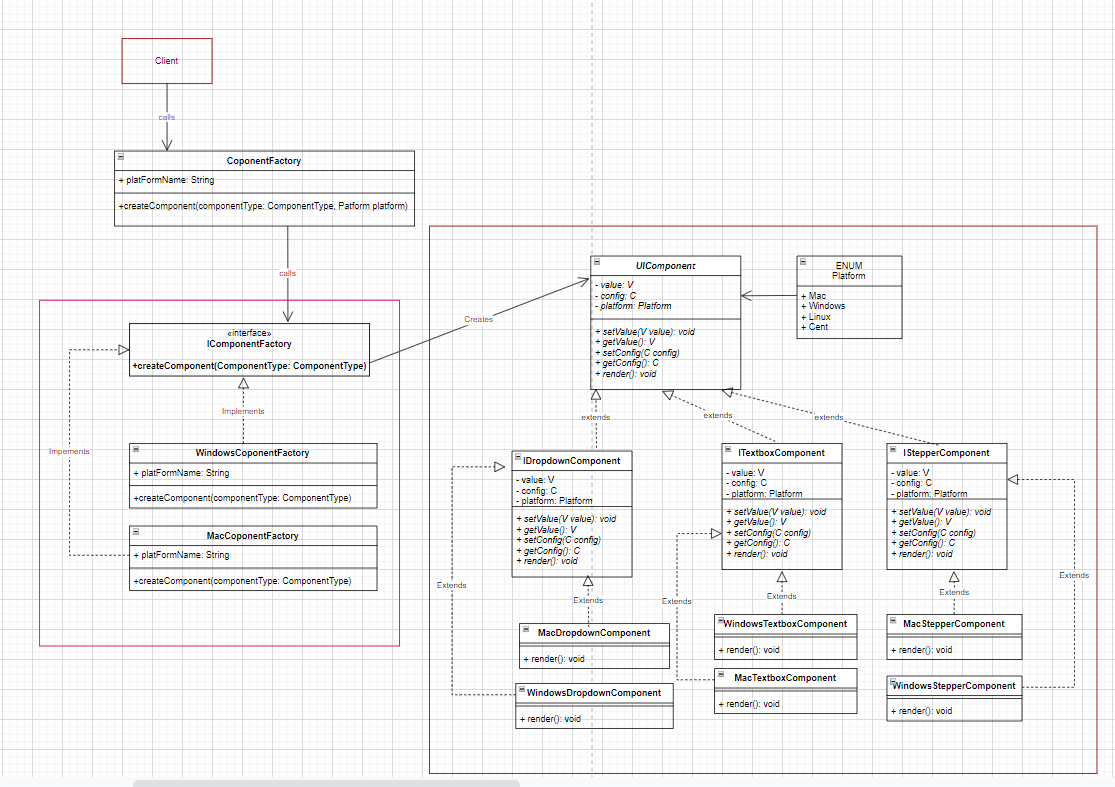 Client
calls
CoponentFactory
+ platFormName: String
+createComponent(componentType: ComponentType, Patform platform)
calls
«interface»
IComponentFactory
+createComponent(ComponentType: ComponentType)
Implements
Impements
WindowsCoponentFactory
+ platFormName: String
+createComponent(componentType: ComponentType)
MacCoponentFactory
+ platFormName: String
+createComponent(componentType: ComponentType)
Creates
UIComponent
- value: V
- config: C
- platform: Platform
+ setValue(V value): void
+ getValue(): V
+ setConfig(C config)
+ getConfig(): C
+ render(): void
ENUM
Platform
+ Mac
+ Windows
+ Linux
+ Cent
extends
extends
extends
IDropdownComponent
- value: V
- config: C
- platform: Platform
+ setValue(V value): void
+ getValue(): V
+ setConfig(C config)
+ getConfig(): C
+ render(): void
ITextboxComponent
- value: V
- config: C
- platform: Platform
+ setValue(V value): void
+ getValue(): V
+ setConfig(C config)
+ getConfig(): C
+ render(): void
IStepperComponent
- value: V
- config: C
- platform: Platform
+ setValue(V value): void
+ getValue(): V
+ setConfig(C config)
+ getConfig(): C
+ render(): void
Extends
Extends
Extends
Extends
Extends
Extends
MacDropdownComponent
+ render(): void
WindowsDropdownComponent
+ render(): void
WindowsTextboxComponent
+ render(): void
MacTextboxComponent
+ render(): void
MacStepperComponent
+ render(): void
WindowsStepperComponent
+ render(): void